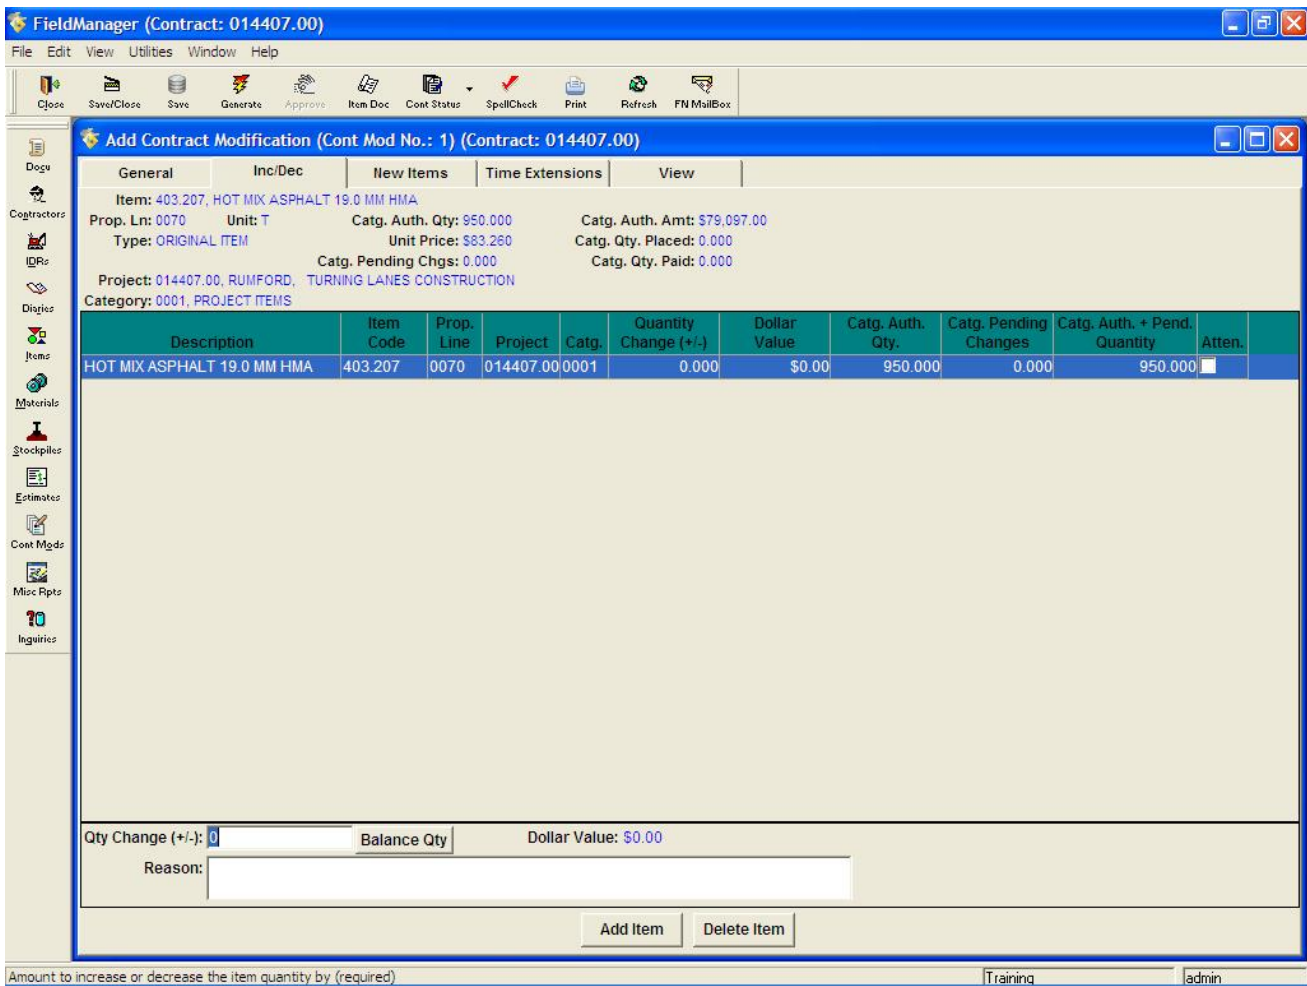 FieldManager (Contract: 014407.00)
File Edit View Utilities Window Help
Close Save/Close Save Generate Approve Item Doc Cont Status SpellCheck Print Refresh FN MailBox
Docu
Contractors
IDRs
Diaries
Items
Materials
Stockpiles
Estimates
Cont Mods
Misc Rpts
Inquiries
Add Contract Modification (Cont Mod No.: 1) (Contract: 014407.00)
General Inc/Dec New Items Time Extensions View
Item: 403.207, HOT MIX ASPHALT 19.0 MM HMA
Prop. Ln: 0070 Unit: T Catg. Auth. Qty: 950.000 Catg. Auth. Amt: $79,097.00
Type: ORIGINAL ITEM Unit Price: $83.260 Catg. Qty. Placed: 0.000
Catg. Pending Chgs: 0.000 Catg. Qty. Paid: 0.000
Project: 014407.00, RUMFORD, TURNING LANES CONSTRUCTION
Category: 0001, PROJECT ITEMS
Item Prop. Quantity Dollar Catg. Auth. Catg. Pending Catg. Auth. + Pend.
Description Code Line Project Catg. Change (+/-) Value Qty. Changes Quantity Atten.
HOT MIX ASPHALT 19.0 MM HMA 403.207 0070 014407.00 0001 0.000 $0.00 950.000 0.000 950.000
Qty Change (+/-): 0 Balance Qty Dollar Value: $0.00
Reason:
Add Item Delete Item
Amount to increase or decrease the item quantity by (required) Training admin